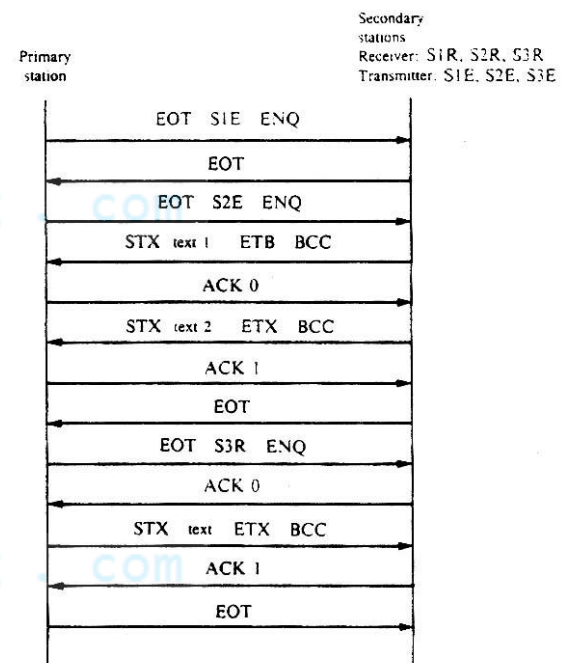 Secondary
stations
Receiver: S1R, S2R, S3R
Transmitter: S1E, S2E, S3E
Primary
station
EOT S1E ENQ
EOT
EOT S2E ENQ
STX text 1 ETB BCC
ACK 0
STX text 2 ETX BCC
ACK 1
EOT
EOT S3R ENQ
ACK 0
STX text ETX BCC
ACK 1
EOT
. com
. com